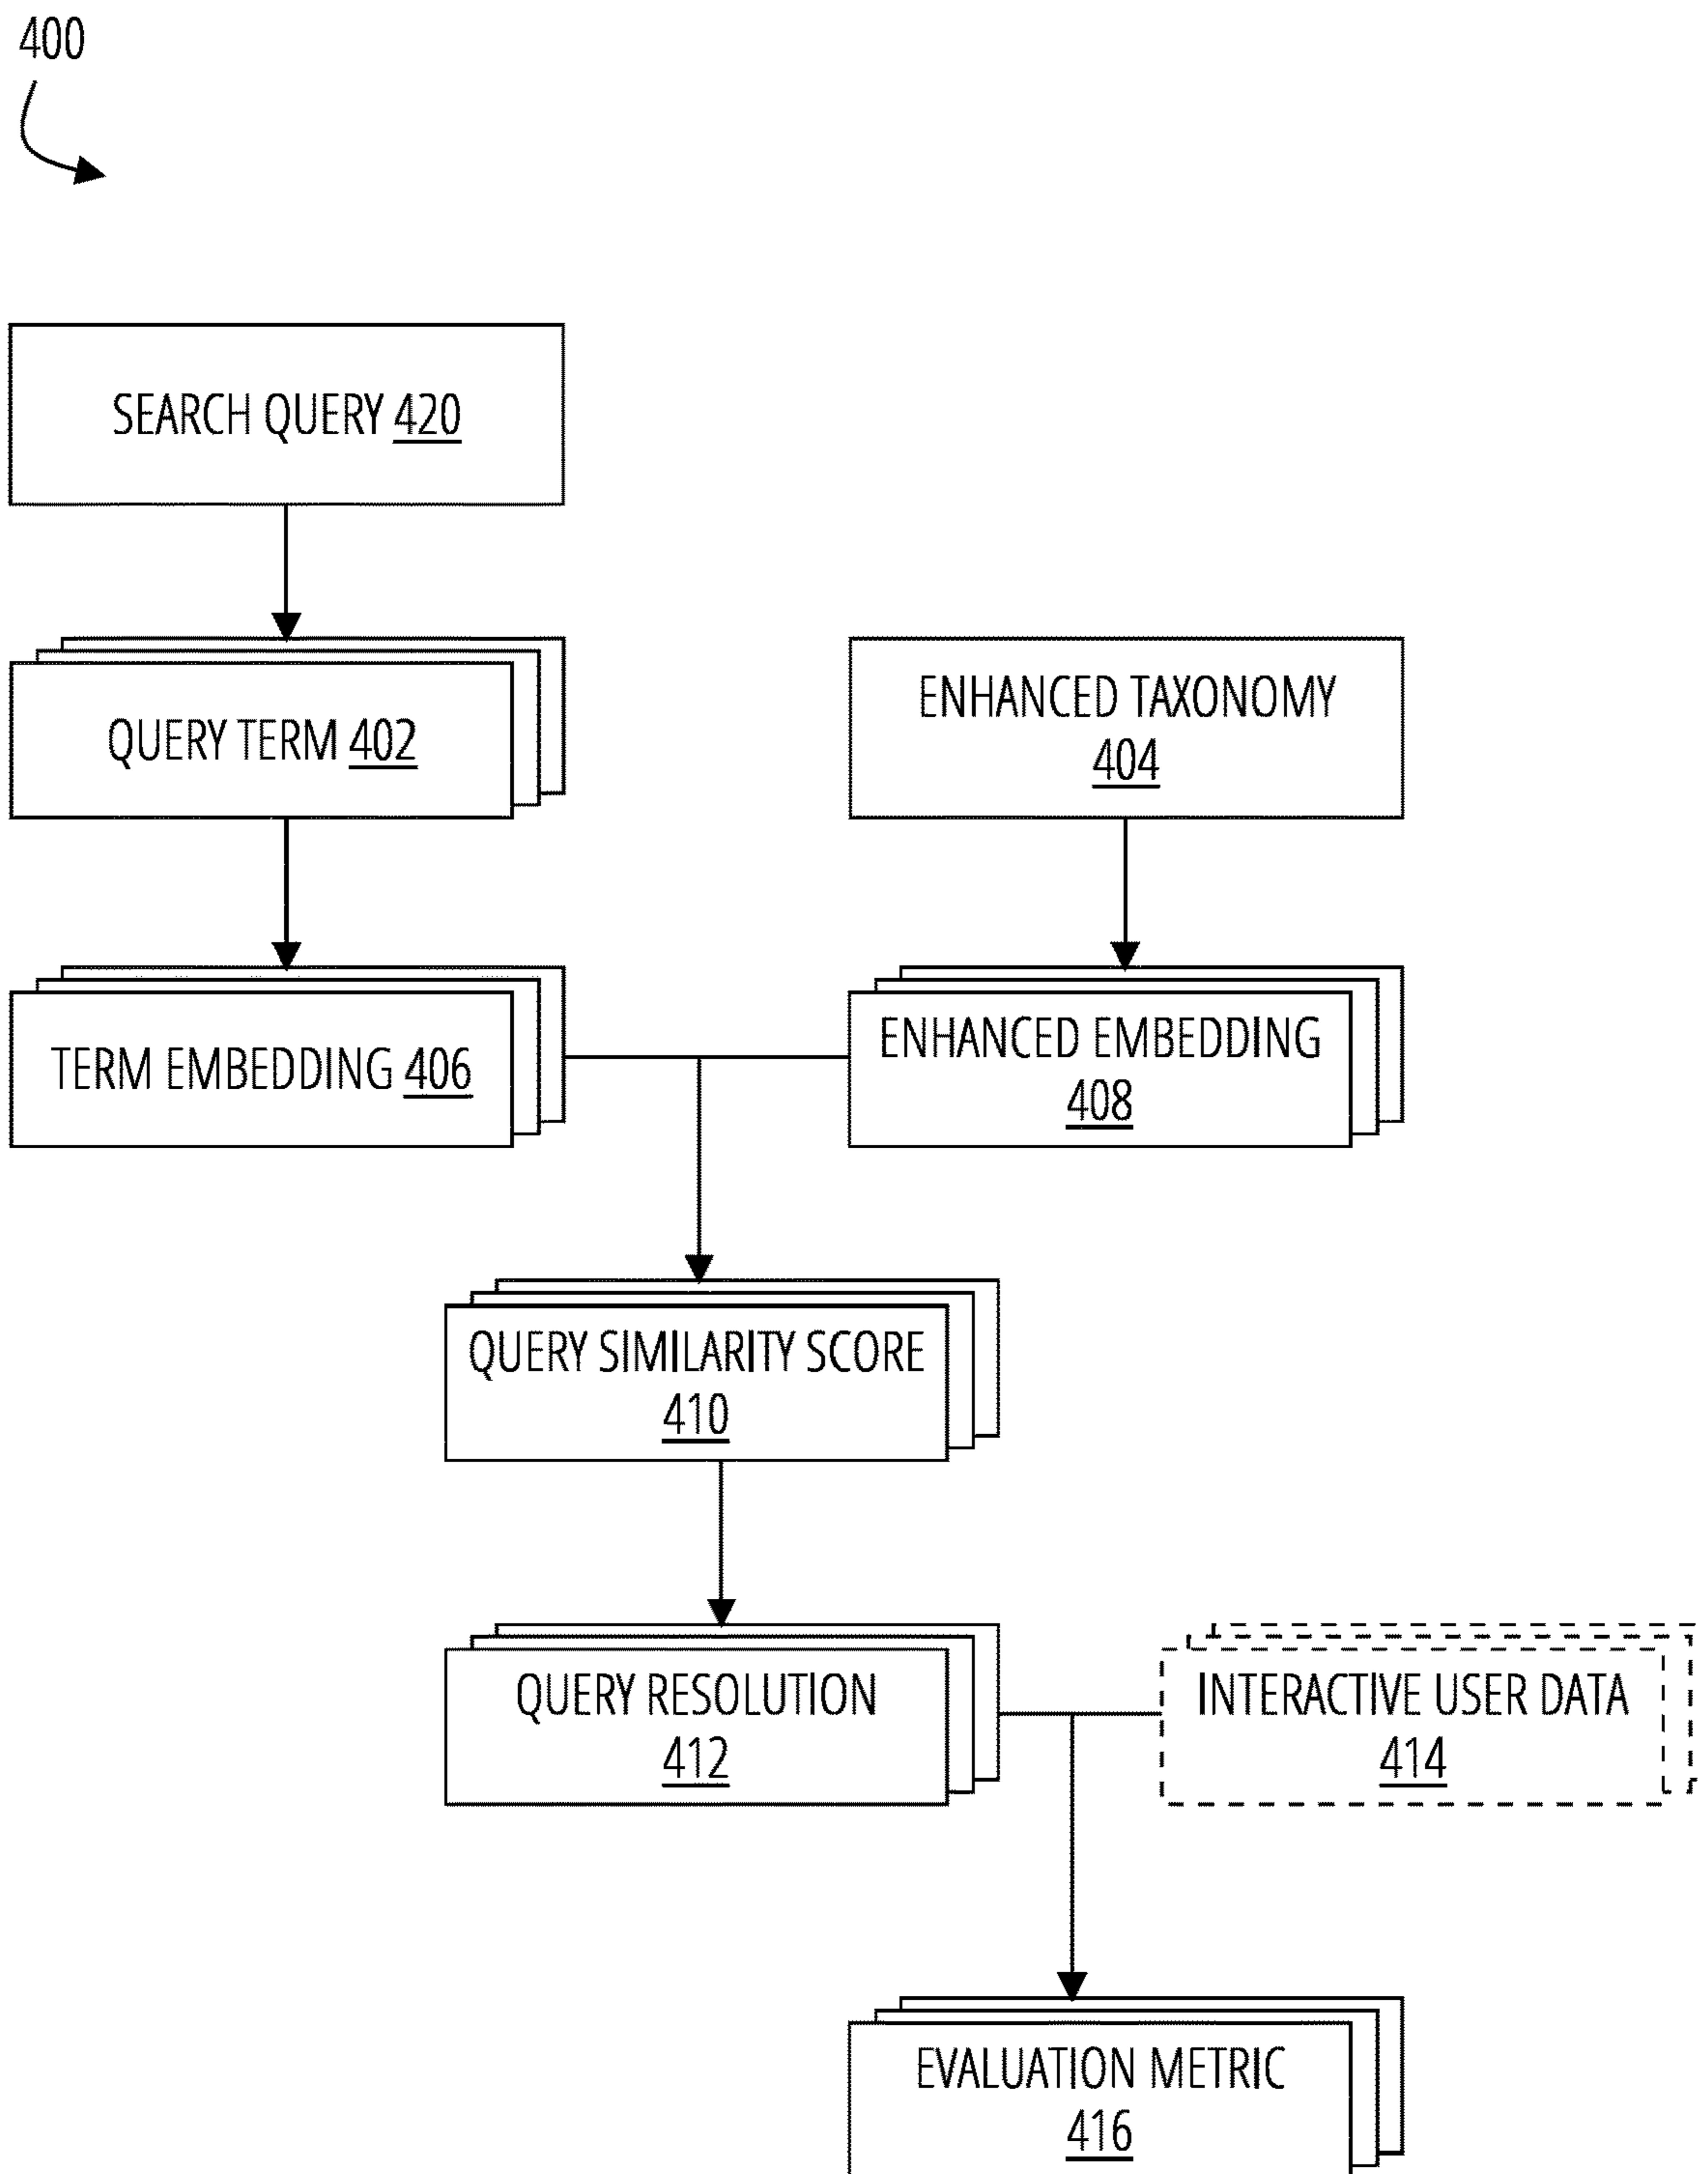 400
SEARCH QUERY 420
QUERY TERM 402
ENHANCED TAXONOMY
404
TERM EMBEDDING 406
ENHANCED EMBEDDING
408
QUERY SIMILARITY SCORE
410
QUERY RESOLUTION
412
INTERACTIVE USER DATA
414
EVALUATION METRIC
416